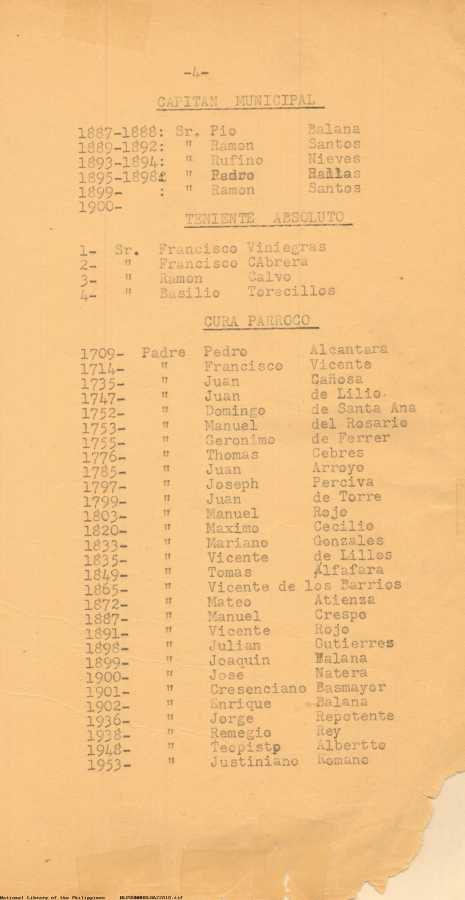 -4-
CAPITAN MUNICIPAL
1887-1888: Sr. Pio Balana
1889-1892: " Ramon Santos
1893-1894: " Rufino Nieves
1895-1898: " Pedro Rallas
1899- : " Ramon Santos
1900-
TENIENTE ABSOLUTO
1- Sr. Francisco Viniegras
2- " Francisco CAbrera
3- " Ramon Calvo
4- " Basilio Torecillos
CURA PARROCO
1709- Padre Pedro Alcantara
1714- " Francisco Vicente
1735- " Juan Cañosa
1747- " Juan de Lilio.
1752- " Domingo de Santa Ana
1753- " Manuel del Rosario
1755- " Geronimo de Ferrer
1776- " Thomas Cebres
1785- " Juan Arroyo
1797- " Joseph Perciva
1799- " Juan de Torre
1803- " Manuel Rojo
1820- " Maximo Cecilio
1833- " Mariano Gonzales
1835- " Vicente de Lillos
1849- " Tomas Alfafara
1865- " Vicente de los Barrios
1872- " Mateo Atienza
1887- " Manuel Crespo
1891- " Vicente Rojo
1898- " Julian Gutierres
1899- " Joaquin Balana
1900- " Jose Natera
1901- " Cresenciano Basmayor
1902- " Enrique Balana
1936- " Jorge Repotente
1938- " Remegio Rey
1948- " Teopisto Albertto
1953- " Justiniano Romano
National Library of the Philippines